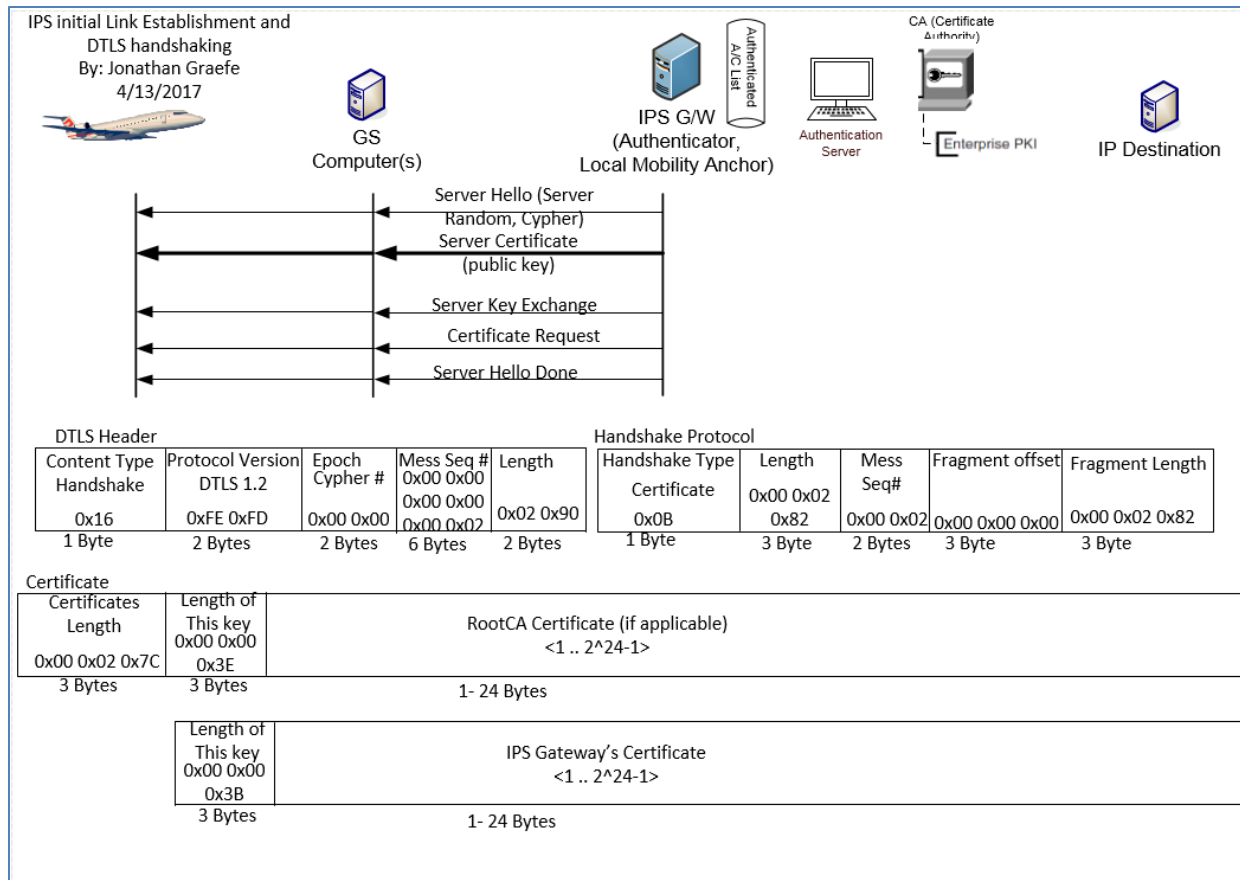 IPS initial Link Establishment and
DTLS handshaking
By: Jonathan Graefe
4/13/2017
GS
Computer(s)
IPS G/W
(Authenticator,
Local Mobility Anchor)
Authenticated
A/C List
Authentication
Server
CA (Certificate
Authority)
Enterprise PKI
IP Destination
Server Hello (Server
Random, Cypher)
Server Certificate
(public key)
Server Key Exchange
Certificate Request
Server Hello Done
DTLS Header
Content Type
Handshake
0x16
1 Byte
Protocol Version
DTLS 1.2
0xFE 0xFD
2 Bytes
Epoch
Cypher #
0x00 0x00
2 Bytes
Mess Seq #
0x00 0x00
0x00 0x00
0x00 0x02
6 Bytes
Length
0x02 0x90
2 Bytes
Handshake Protocol
Handshake Type
Certificate
0x0B
1 Byte
Length
0x00 0x02
0x82
3 Byte
Mess
Seq#
0x00 0x02
2 Bytes
Fragment offset
0x00 0x00 0x00
3 Byte
Fragment Length
0x00 0x02 0x82
3 Byte
Certificate
Certificates
Length
0x00 0x02 0x7C
3 Bytes
Length of
This key
0x00 0x00
0x3E
3 Bytes
RootCA Certificate (if applicable)
<1 .. 2^24-1>
1- 24 Bytes
Length of
This key
0x00 0x00
0x3B
3 Bytes
IPS Gateway’s Certificate
<1 .. 2^24-1>
1- 24 Bytes